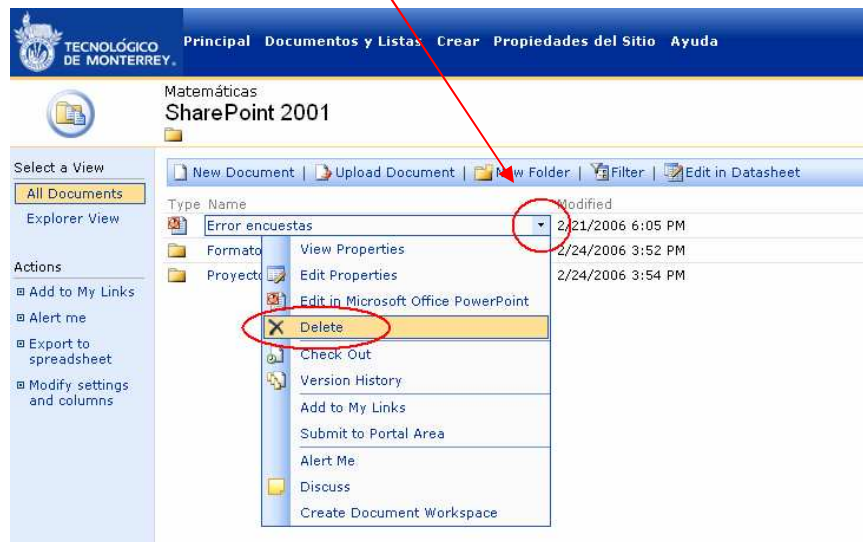 TECNOLÓGICO
DE MONTERREY.
Principal Documentos y Listas Crear Propiedades del Sitio Ayuda
Matemáticas
SharePoint 2001
Select a View
All Documents
Explorer View
Actions
Add to My Links
Alert me
Export to
spreadsheet
Modify settings
and columns
New Document | Upload Document | New Folder | Filter | Edit in Datasheet
Type Name Modified
Error encuestas 2/21/2006 6:05 PM
Formato 2/24/2006 3:52 PM
Proyecto 2/24/2006 3:54 PM
View Properties
Edit Properties
Edit in Microsoft Office PowerPoint
Delete
Check Out
Version History
Add to My Links
Submit to Portal Area
Alert Me
Discuss
Create Document Workspace